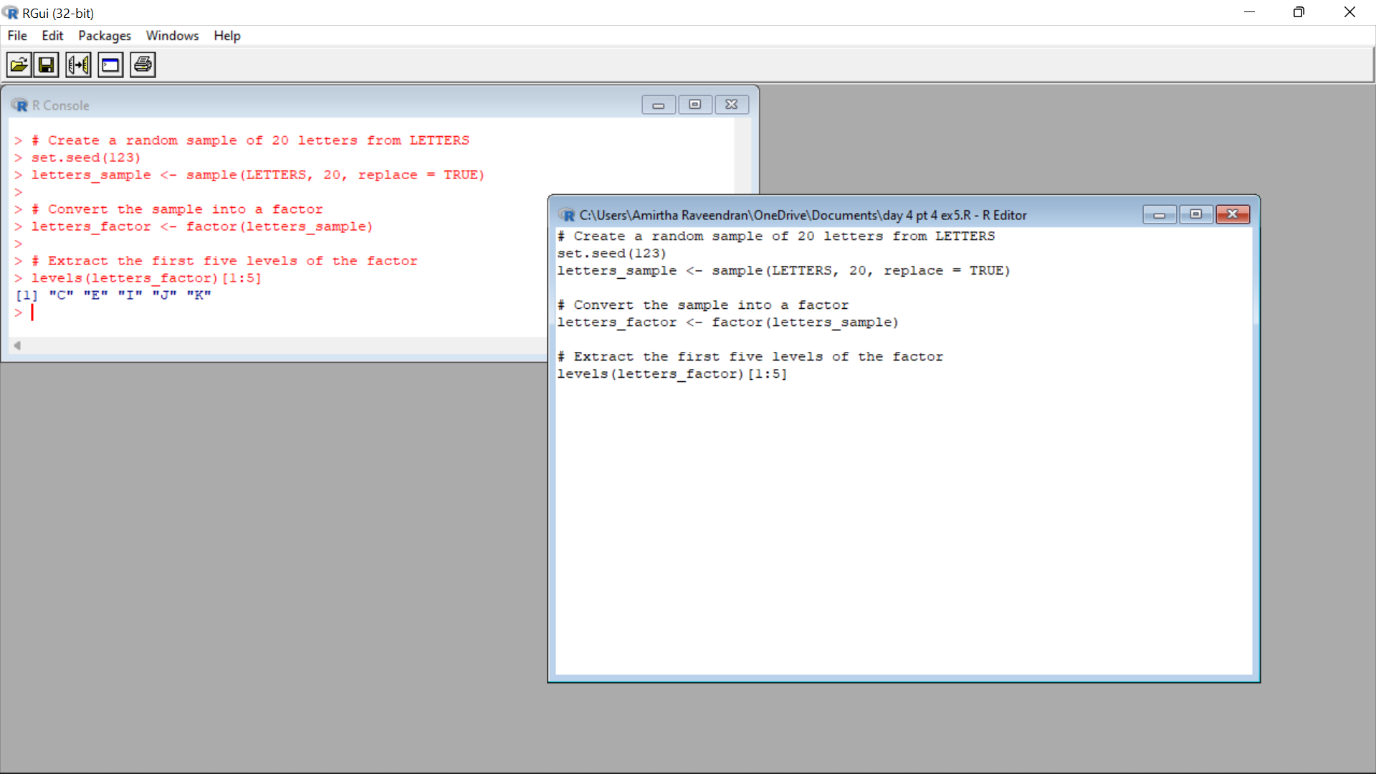 RGui (32-bit)
File Edit Packages Windows Help
R Console
> # Create a random sample of 20 letters from LETTERS
> set.seed(123)
> letters_sample <- sample(LETTERS, 20, replace = TRUE)
>
> # Convert the sample into a factor
> letters_factor <- factor(letters_sample)
>
> # Extract the first five levels of the factor
> levels(letters_factor)[1:5]
[1] "C" "E" "I" "J" "K"
>
C:\Users\Amirtha Raveendran\OneDrive\Documents\day 4 pt 4 ex5.R - R Editor
# Create a random sample of 20 letters from LETTERS
set.seed(123)
letters_sample <- sample(LETTERS, 20, replace = TRUE)
# Convert the sample into a factor
letters_factor <- factor(letters_sample)
# Extract the first five levels of the factor
levels(letters_factor)[1:5]